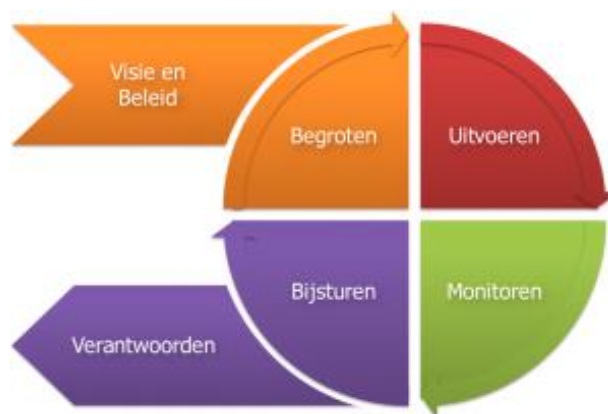 Visie en
Beleid
Begroten
Uitvoeren
Bijsturen
Monitoren
Verantwoorden